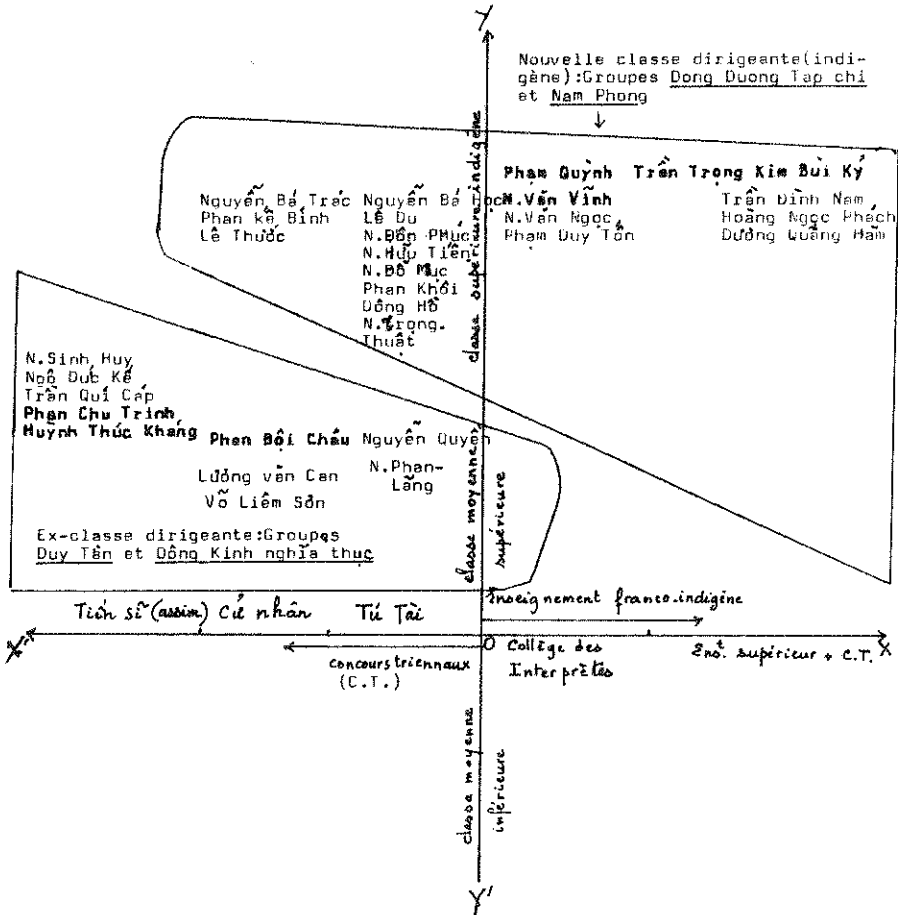 Y
Nouvelle classe dirigeante(indi-
gène):Groupes Dong Duong Tap chi
et Nam Phong
classe supérieure indigène
Phạm Quỳnh Trần Trọng Kim Bùi Kỷ
Nguyễn Bá Trác Nguyễn Bá Học N.Văn Vĩnh Trần Đình Nam
Phan Kế Bính Lê Du N.Văn Ngọc Hoàng Ngọc Phách
Lê Thước N.Đôn Phục Phạm Duy Tốn Dương Quảng Hàm
N.Hữu Tiến
N.Đỗ Mục
Phan Khôi
Đông Hồ
N.Trọng.
Thuật
N.Sinh Huy
Ngô Đức Kế
Trần Quí Cáp
Phan Chu Trinh
Huỳnh Thúc Kháng
Phan Bội Châu Nguyễn Quyền
Lương văn Can N.Phan-
Lãng
Võ Liêm Sơn
classe moyenne
supérieure
Ex-classe dirigeante:Groupes
Duy Tân et Đông Kinh nghĩa thục
Enseignement franco-indigène
Tiến sĩ (assim) Cử nhân Tú Tài
X' O X
concours triennaux
(C.T.)
Collège des
Interprètes
Enst. supérieur + C.T.
classe moyenne
inférieure
Y'